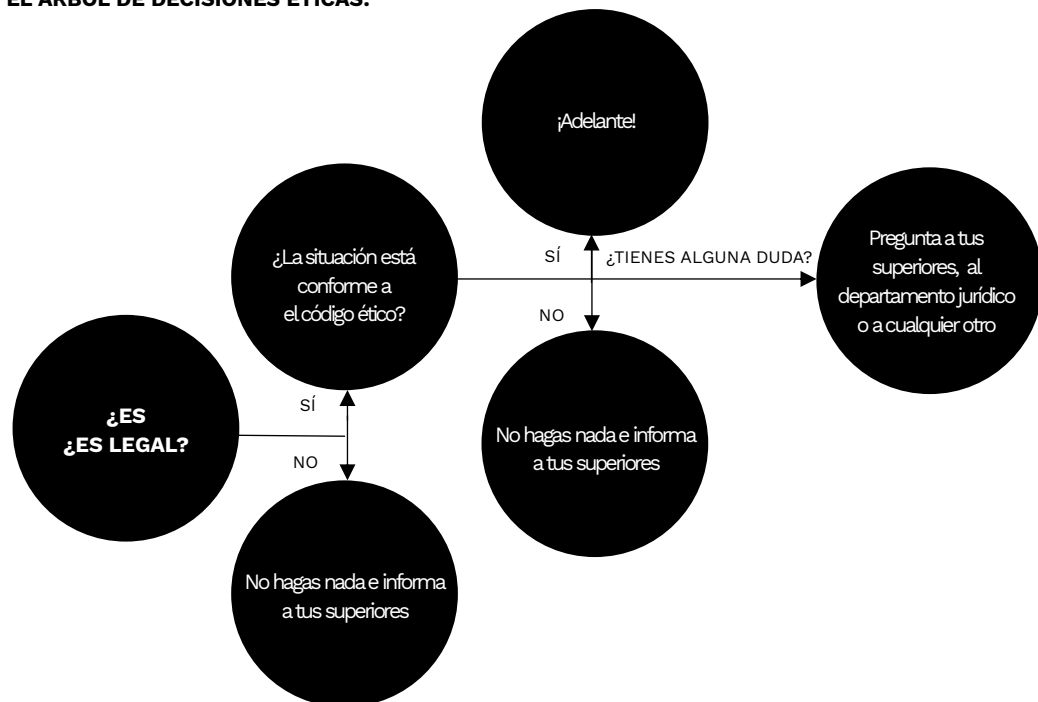 EL ÁRBOL DE DECISIONES ÉTICAS:
¡Adelante!
¿La situación está
conforme a
el código ético?
SÍ
¿TIENES ALGUNA DUDA?
NO
Pregunta a tus
superiores, al
departamento jurídico
o a cualquier otro
¿ES
¿ES LEGAL?
SÍ
NO
No hagas nada e informa
a tus superiores
No hagas nada e informa
a tus superiores